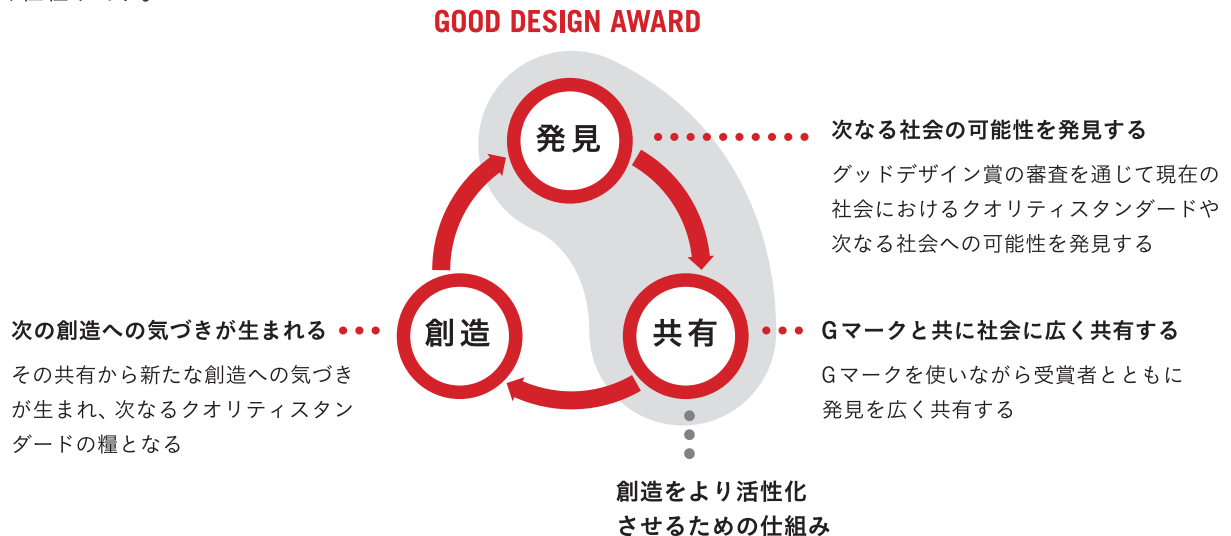 GOOD DESIGN AWARD
発見
次なる社会の可能性を発見する
グッドデザイン賞の審査を通じて現在の
社会におけるクオリティスタンダードや
次なる社会への可能性を発見する
共有
Gマークと共に社会に広く共有する
Gマークを使いながら受賞者とともに
発見を広く共有する
創造
次の創造への気づきが生まれる
その共有から新たな創造への気づき
が生まれ、次なるクオリティスタン
ダードの糧となる
創造をより活性化
させるための仕組み